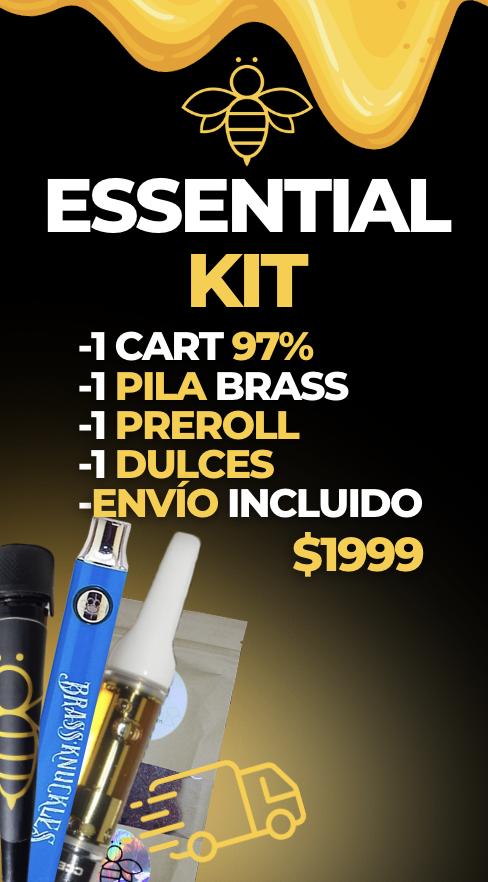 ESSENTIAL
KIT
-1 CART 97%
-1 PILA BRASS
-1 PREROLL
-1 DULCES
-ENVÍO INCLUIDO
$1999
BRASS KNUCKLES